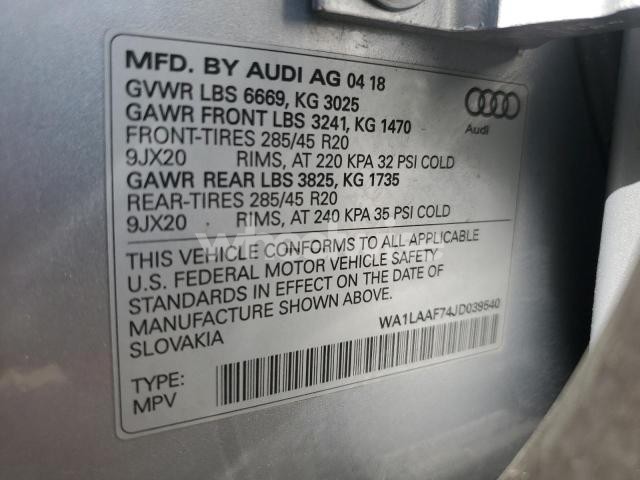 MFD. BY AUDI AG 04 18
GVWR LBS 6669, KG 3025
GAWR FRONT LBS 3241, KG 1470
FRONT-TIRES 285/45 R20
9JX20 RIMS, AT 220 KPA 32 PSI COLD
GAWR REAR LBS 3825, KG 1735
REAR-TIRES 285/45 R20
9JX20 RIMS, AT 240 KPA 35 PSI COLD
THIS VEHICLE CONFORMS TO ALL APPLICABLE
U.S. FEDERAL MOTOR VEHICLE SAFETY
STANDARDS IN EFFECT ON THE DATE OF
MANUFACTURE SHOWN ABOVE.
SLOVAKIA
WA1LAAF74JD039640
TYPE:
MPV
Audi